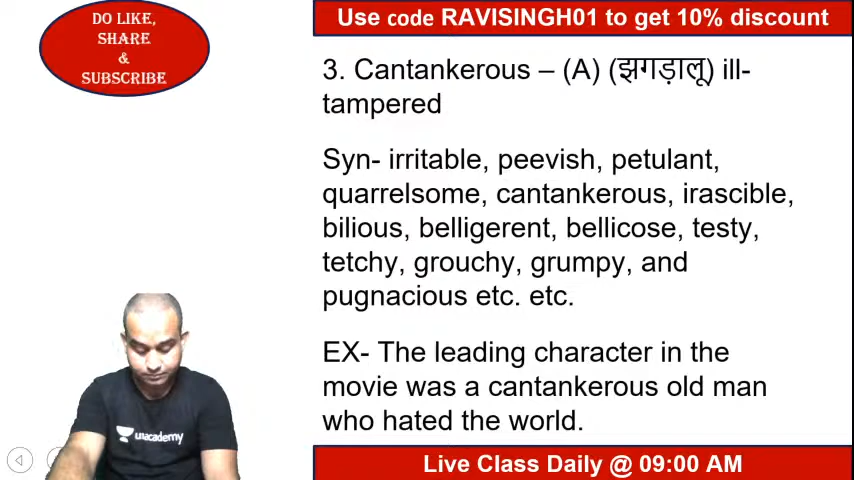 DO LIKE,
SHARE
&
SUBSCRIBE
Use code RAVISINGH01 to get 10% discount
3. Cantankerous – (A) (झगड़ालू) ill-
tampered
Syn- irritable, peevish, petulant,
quarrelsome, cantankerous, irascible,
bilious, belligerent, bellicose, testy,
tetchy, grouchy, grumpy, and
pugnacious etc. etc.
EX- The leading character in the
movie was a cantankerous old man
who hated the world.
unacademy
Live Class Daily @ 09:00 AM